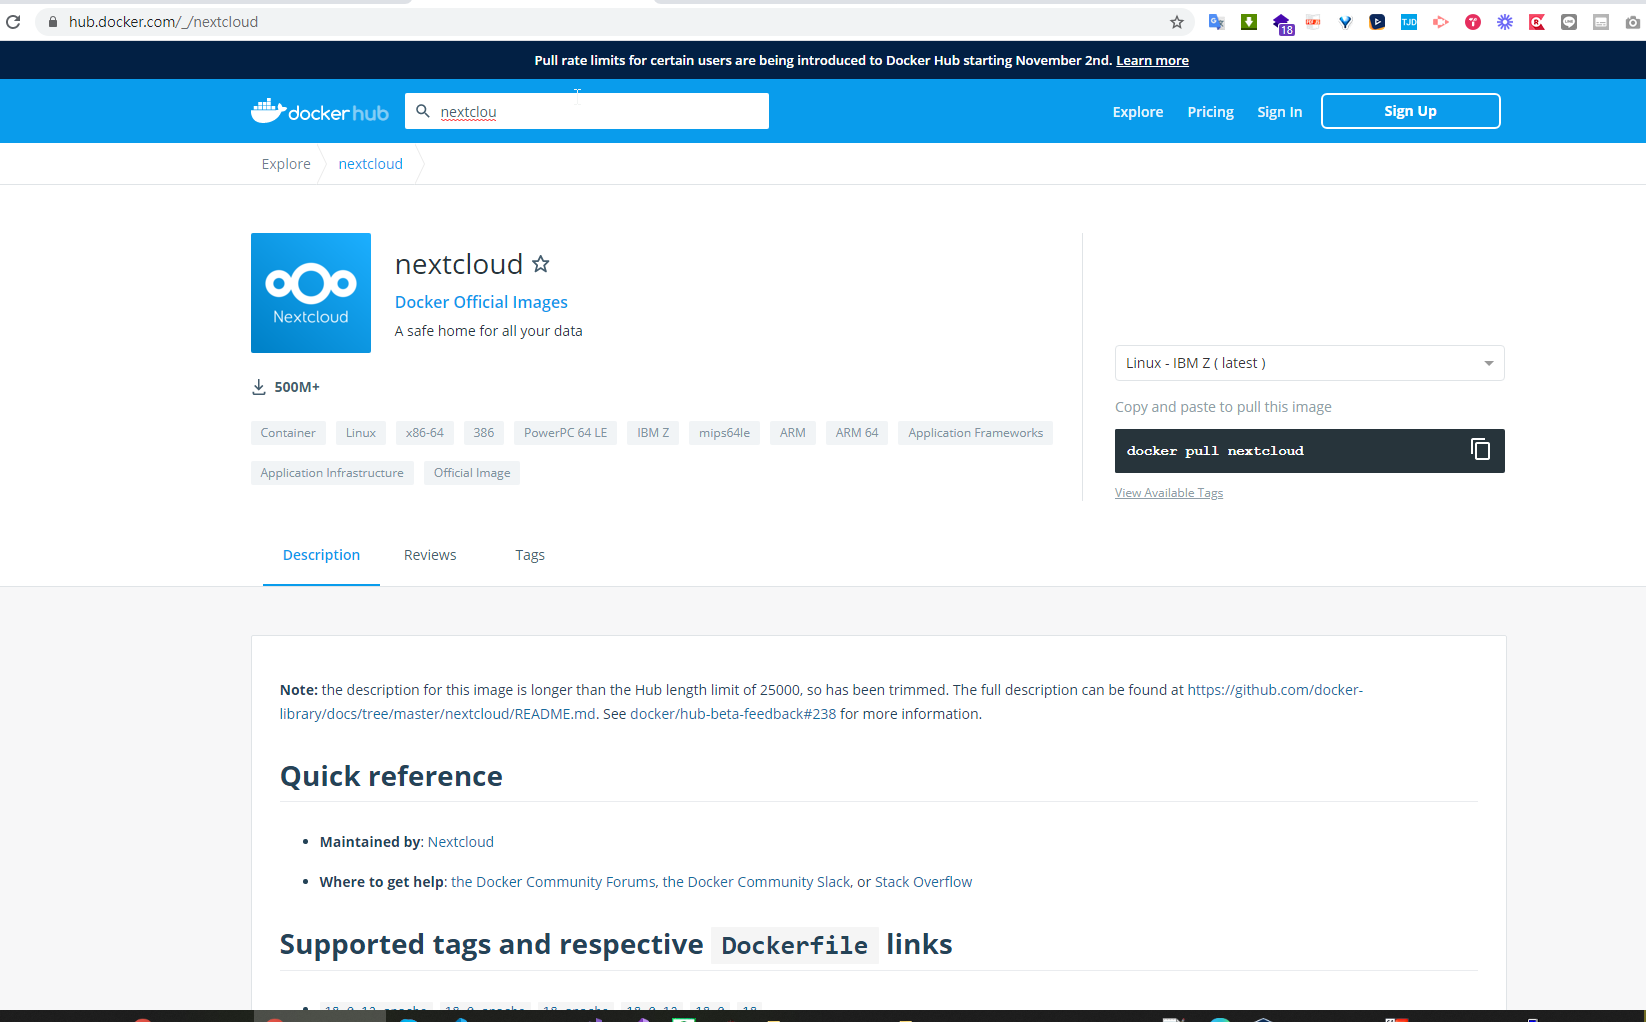 hub.docker.com/_/nextcloud
18
TJD
Pull rate limits for certain users are being introduced to Docker Hub starting November 2nd. Learn more
docker hub
nextclou
Explore
Pricing
Sign In
Sign Up
Explore
nextcloud
Nextcloud
nextcloud
Docker Official Images
A safe home for all your data
500M+
Container
Linux
x86-64
386
PowerPC 64 LE
IBM Z
mips64le
ARM
ARM 64
Application Frameworks
Application Infrastructure
Official Image
Linux - IBM Z ( latest )
Copy and paste to pull this image
docker pull nextcloud
View Available Tags
Description
Reviews
Tags
Note: the description for this image is longer than the Hub length limit of 25000, so has been trimmed. The full description can be found at https://github.com/docker-
library/docs/tree/master/nextcloud/README.md. See docker/hub-beta-feedback#238 for more information.
Quick reference
Maintained by: Nextcloud
Where to get help: the Docker Community Forums, the Docker Community Slack, or Stack Overflow
Supported tags and respective Dockerfile links